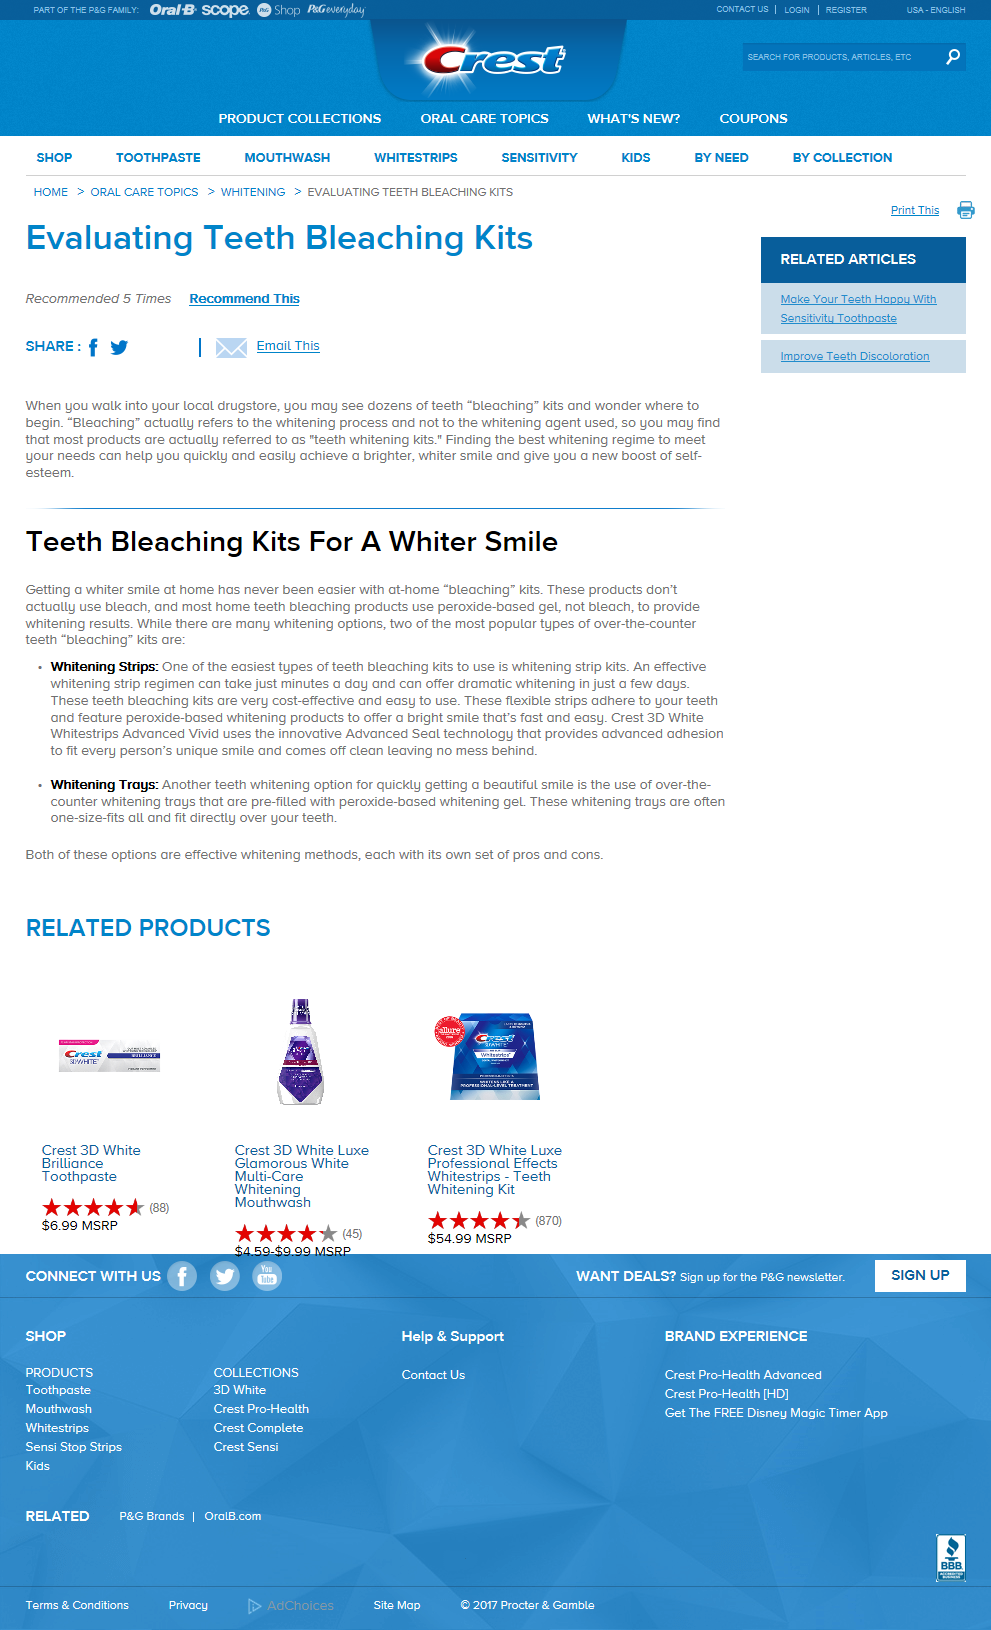 PART OF THE P&G FAMILY: Oral-B scope P&G Shop P&G everyday
CONTACT US | LOGIN | REGISTER USA - ENGLISH
Crest
SEARCH FOR PRODUCTS, ARTICLES, ETC
PRODUCT COLLECTIONS ORAL CARE TOPICS WHAT'S NEW? COUPONS
SHOP TOOTHPASTE MOUTHWASH WHITESTRIPS SENSITIVITY KIDS BY NEED BY COLLECTION
HOME > ORAL CARE TOPICS > WHITENING > EVALUATING TEETH BLEACHING KITS
Print This
Evaluating Teeth Bleaching Kits
RELATED ARTICLES
Make Your Teeth Happy With
Sensitivity Toothpaste
Improve Teeth Discoloration
Recommended 5 Times Recommend This
SHARE : Email This
When you walk into your local drugstore, you may see dozens of teeth “bleaching” kits and wonder where to
begin. “Bleaching” actually refers to the whitening process and not to the whitening agent used, so you may find
that most products are actually referred to as "teeth whitening kits." Finding the best whitening regime to meet
your needs can help you quickly and easily achieve a brighter, whiter smile and give you a new boost of self-
esteem.
Teeth Bleaching Kits For A Whiter Smile
Getting a whiter smile at home has never been easier with at-home “bleaching” kits. These products don’t
actually use bleach, and most home teeth bleaching products use peroxide-based gel, not bleach, to provide
whitening results. While there are many whitening options, two of the most popular types of over-the-counter
teeth “bleaching” kits are:
• Whitening Strips: One of the easiest types of teeth bleaching kits to use is whitening strip kits. An effective
whitening strip regimen can take just minutes a day and can offer dramatic whitening in just a few days.
These teeth bleaching kits are very cost-effective and easy to use. These flexible strips adhere to your teeth
and feature peroxide-based whitening products to offer a bright smile that’s fast and easy. Crest 3D White
Whitestrips Advanced Vivid uses the innovative Advanced Seal technology that provides advanced adhesion
to fit every person’s unique smile and comes off clean leaving no mess behind.
• Whitening Trays: Another teeth whitening option for quickly getting a beautiful smile is the use of over-the-
counter whitening trays that are pre-filled with peroxide-based whitening gel. These whitening trays are often
one-size-fits all and fit directly over your teeth.
Both of these options are effective whitening methods, each with its own set of pros and cons.
RELATED PRODUCTS
Crest
3D WHITE
BRILLIANCE
allure
Crest
3D WHITE
Whitestrips
WHITENS LIKE A
PROFESSIONAL-LEVEL TREATMENT
Crest 3D White
Brilliance
Toothpaste
(88)
$6.99 MSRP
Crest 3D White Luxe
Glamorous White
Multi-Care
Whitening
Mouthwash
(45)
$4.59-$9.99 MSRP
Crest 3D White Luxe
Professional Effects
Whitestrips - Teeth
Whitening Kit
(870)
$54.99 MSRP
CONNECT WITH US You Tube
WANT DEALS? Sign up for the P&G newsletter. SIGN UP
SHOP
PRODUCTS
Toothpaste
Mouthwash
Whitestrips
Sensi Stop Strips
Kids
COLLECTIONS
3D White
Crest Pro-Health
Crest Complete
Crest Sensi
Help & Support
Contact Us
BRAND EXPERIENCE
Crest Pro-Health Advanced
Crest Pro-Health [HD]
Get The FREE Disney Magic Timer App
RELATED P&G Brands | OralB.com
BBB
ACCREDITED
BUSINESS
Terms & Conditions Privacy AdChoices Site Map © 2017 Procter & Gamble